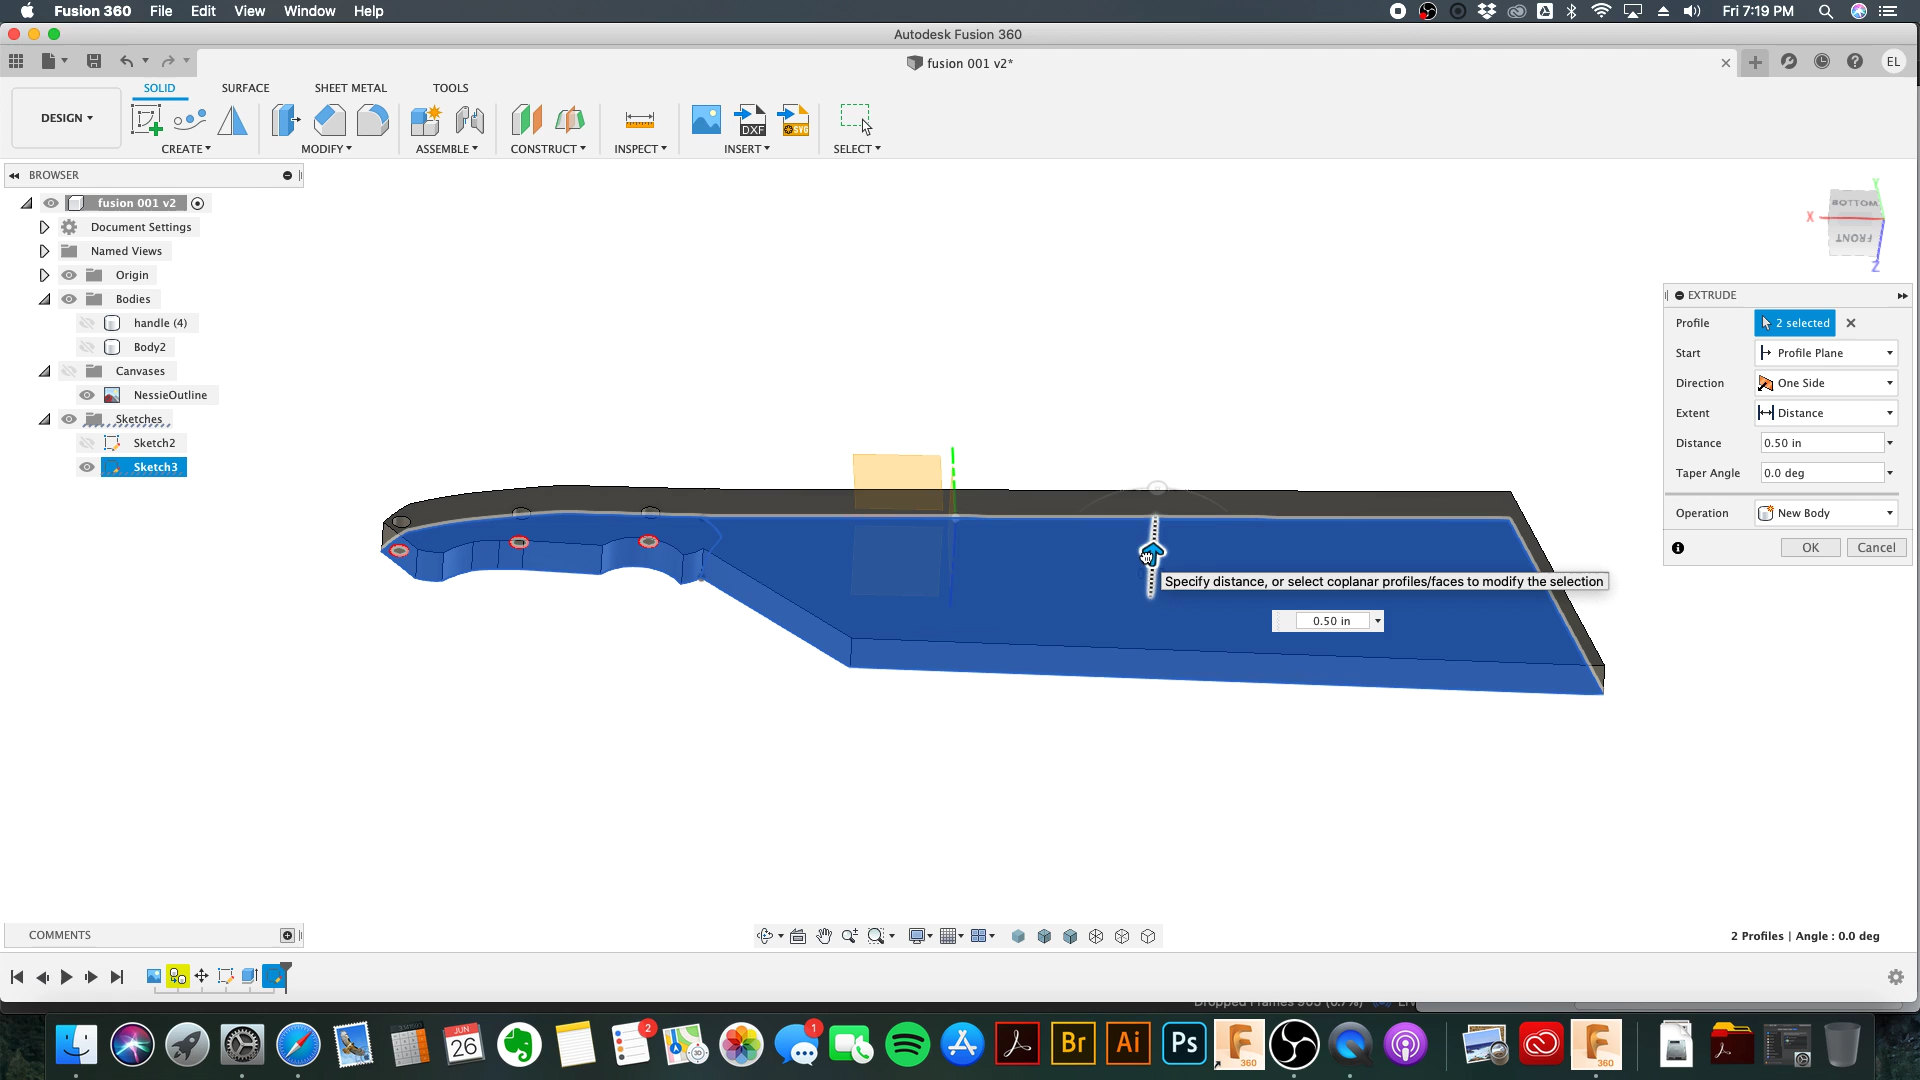 Fusion 360 File Edit View Window Help
Fri 7:19 PM
Autodesk Fusion 360
fusion 001 v2*
EL
SOLID SURFACE SHEET METAL TOOLS
DESIGN
CREATE MODIFY ASSEMBLE CONSTRUCT INSPECT INSERT SELECT
DXF
SVG
BROWSER
fusion 001 v2
Document Settings
Named Views
Origin
Bodies
handle (4)
Body2
Canvases
NessieOutline
Sketches
Sketch2
Sketch3
Y
BOTTOM
X
FRONT
Z
EXTRUDE
Profile 2 selected
Start Profile Plane
Direction One Side
Extent Distance
Distance 0.50 in
Taper Angle 0.0 deg
Operation New Body
OK Cancel
Specify distance, or select coplanar profiles/faces to modify the selection
0.50 in
COMMENTS
2 Profiles | Angle : 0.0 deg
JUN
26
2
3D
1
Br
Ai
Ps
360
360